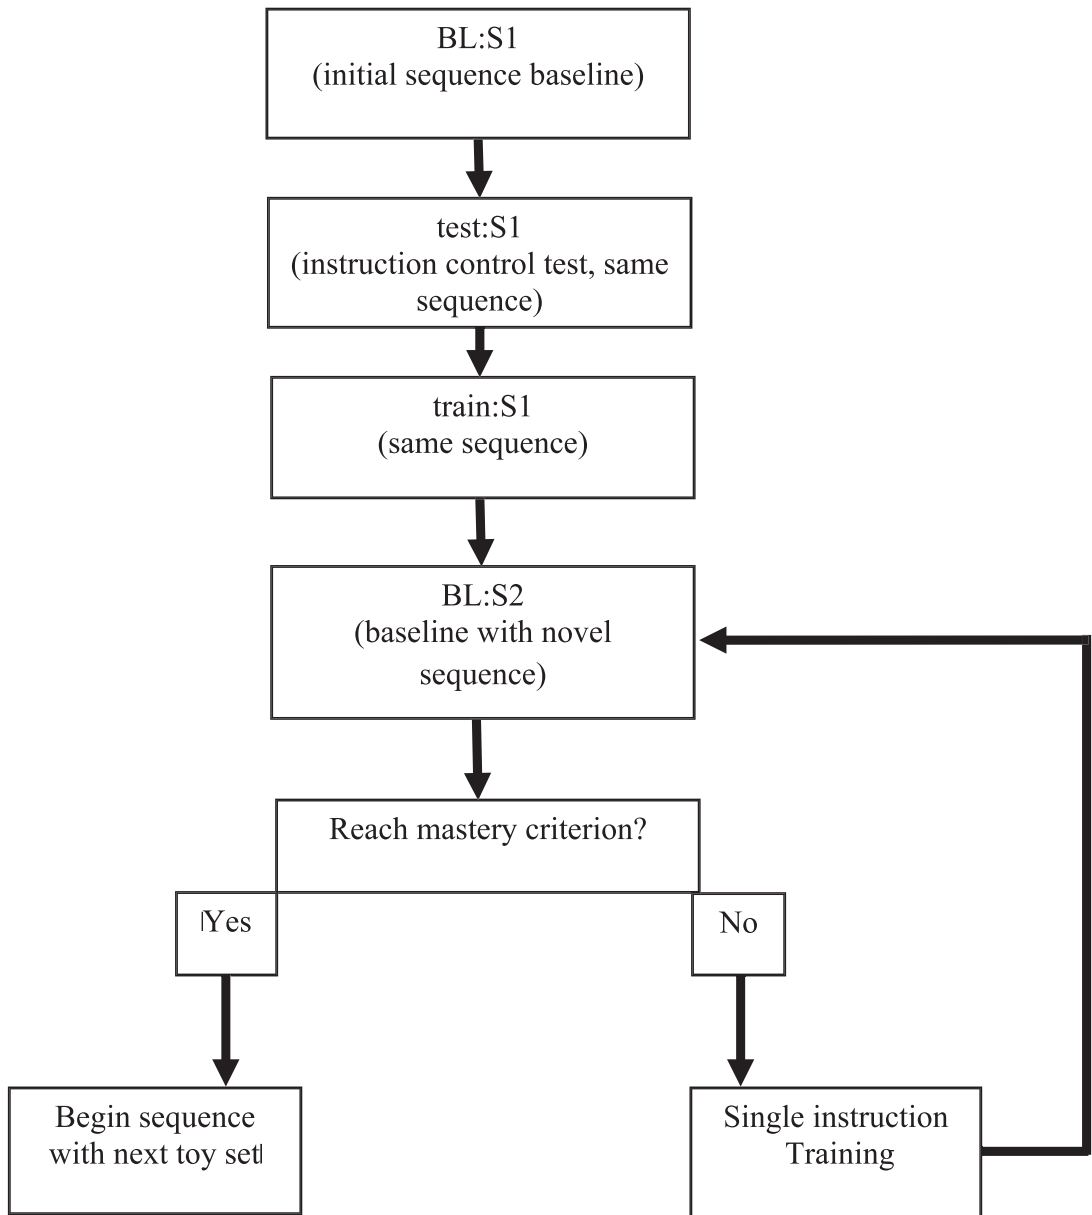 BL:S1
(initial sequence baseline)
test:S1
(instruction control test, same
sequence)
train:S1
(same sequence)
BL:S2
(baseline with novel
sequence)
Reach mastery criterion?
Yes
No
Begin sequence
with next toy set
Single instruction
Training